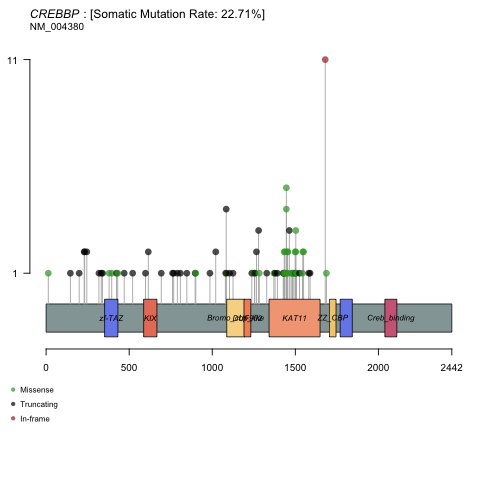 CREBBP : [Somatic Mutation Rate: 22.71%]
NM_004380
11
1
zf-TAZ KIX KAT11 ZZ_CBP Creb_binding
0 500 1000 1500 2000 2442
Missense
Truncating
In-frame